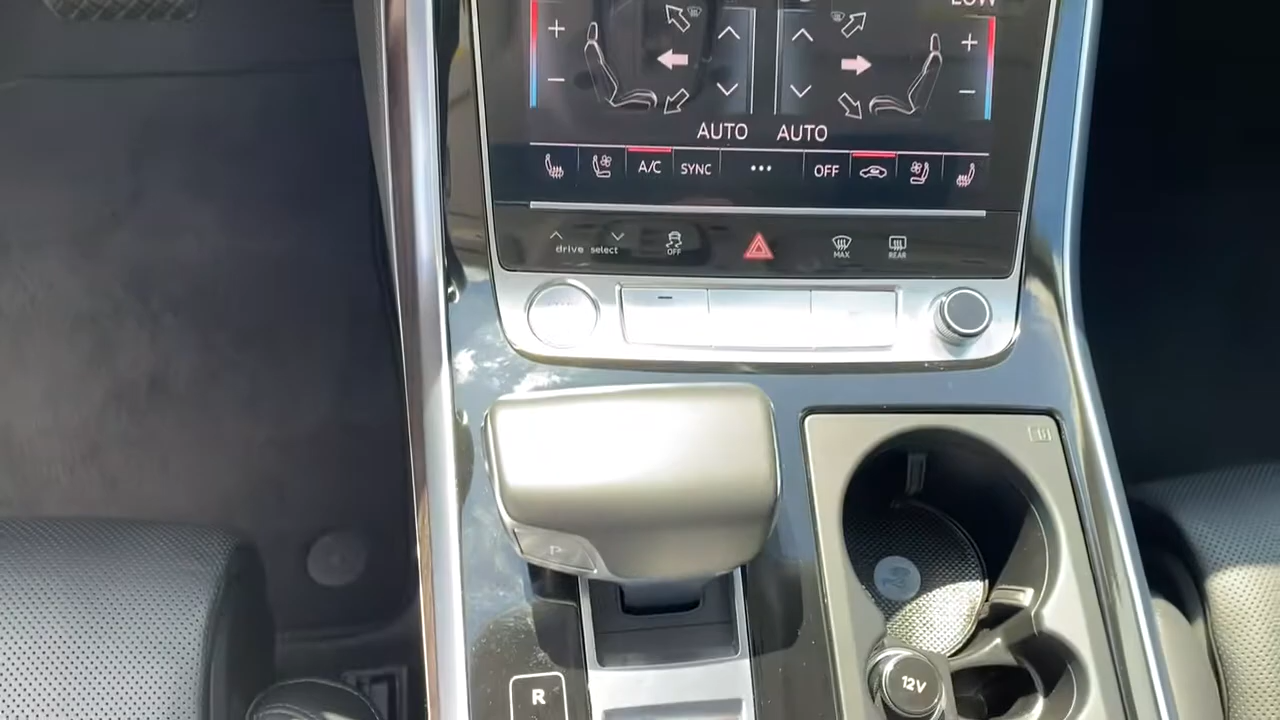 LOW
AUTO AUTO
A/C SYNC ••• OFF
drive select OFF MAX REAR
P
12V
R